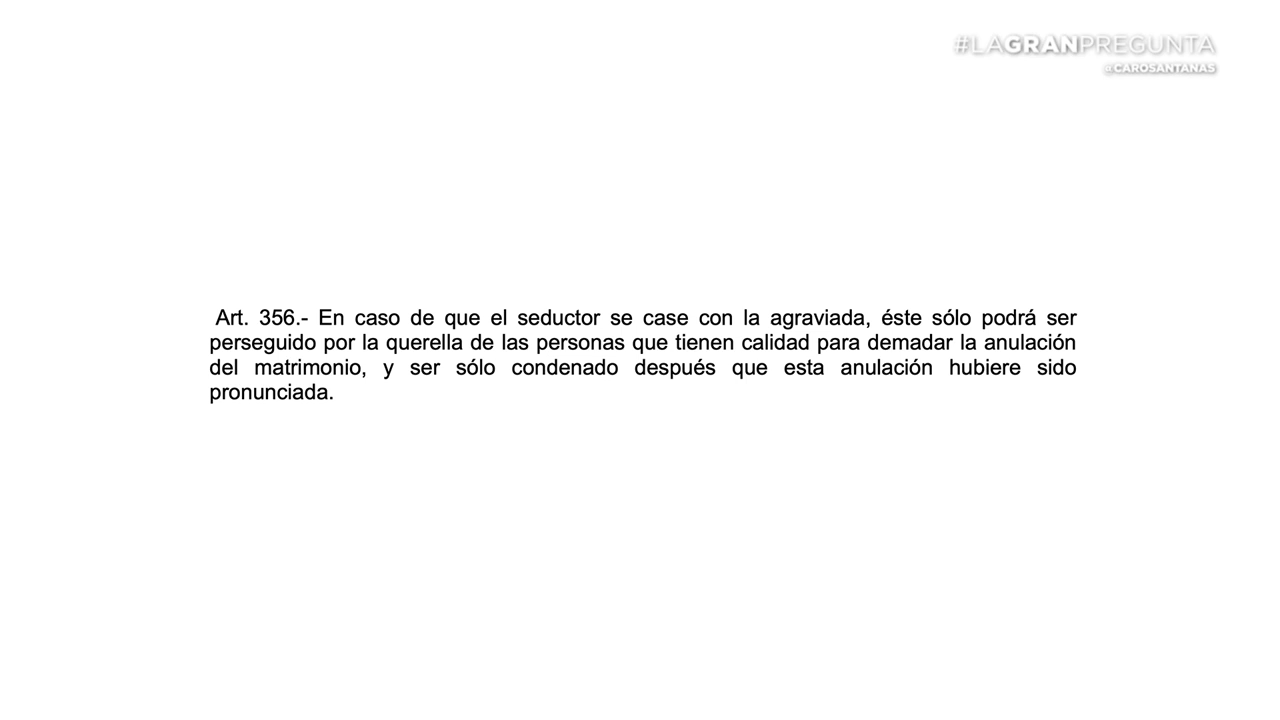 #LAGRANPREGUNTA
@CAROSANTANAS
Art. 356.- En caso de que el seductor se case con la agraviada, éste sólo podrá ser
perseguido por la querella de las personas que tienen calidad para demadar la anulación
del matrimonio, y ser sólo condenado después que esta anulación hubiere sido
pronunciada.